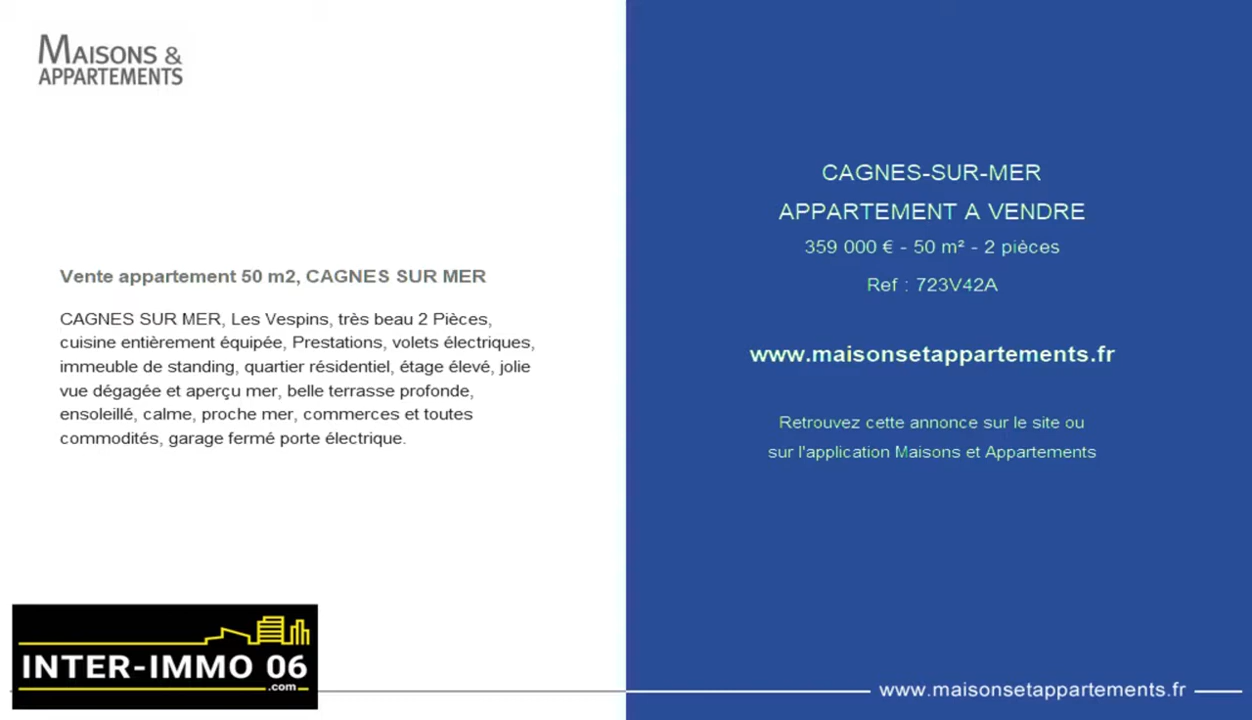 MAISONS &
APPARTEMENTS
Vente appartement 50 m2, CAGNES SUR MER
CAGNES SUR MER, Les Vespins, très beau 2 Pièces,
cuisine entièrement équipée, Prestations, volets électriques,
immeuble de standing, quartier résidentiel, étage élevé, jolie
vue dégagée et aperçu mer, belle terrasse profonde,
ensoleillé, calme, proche mer, commerces et toutes
commodités, garage fermé porte électrique.
INTER-IMMO 06
.com
CAGNES-SUR-MER
APPARTEMENT A VENDRE
359 000 € - 50 m² - 2 pièces
Ref : 723V42A
www.maisonsetappartements.fr
Retrouvez cette annonce sur le site ou
sur l'application Maisons et Appartements
www.maisonsetappartements.fr